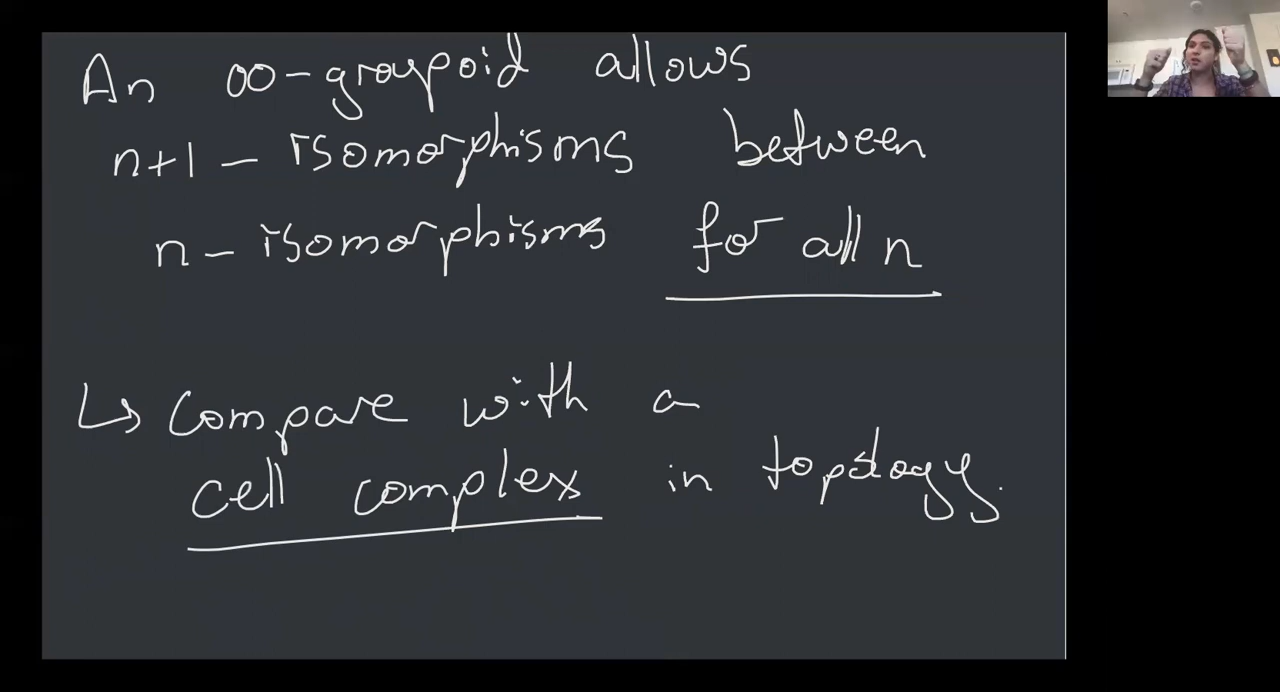 An ∞-groupoid allows
n+1 - isomorphisms between
n - isomorphisms for all n
↳ Compare with a
cell complex in topology.